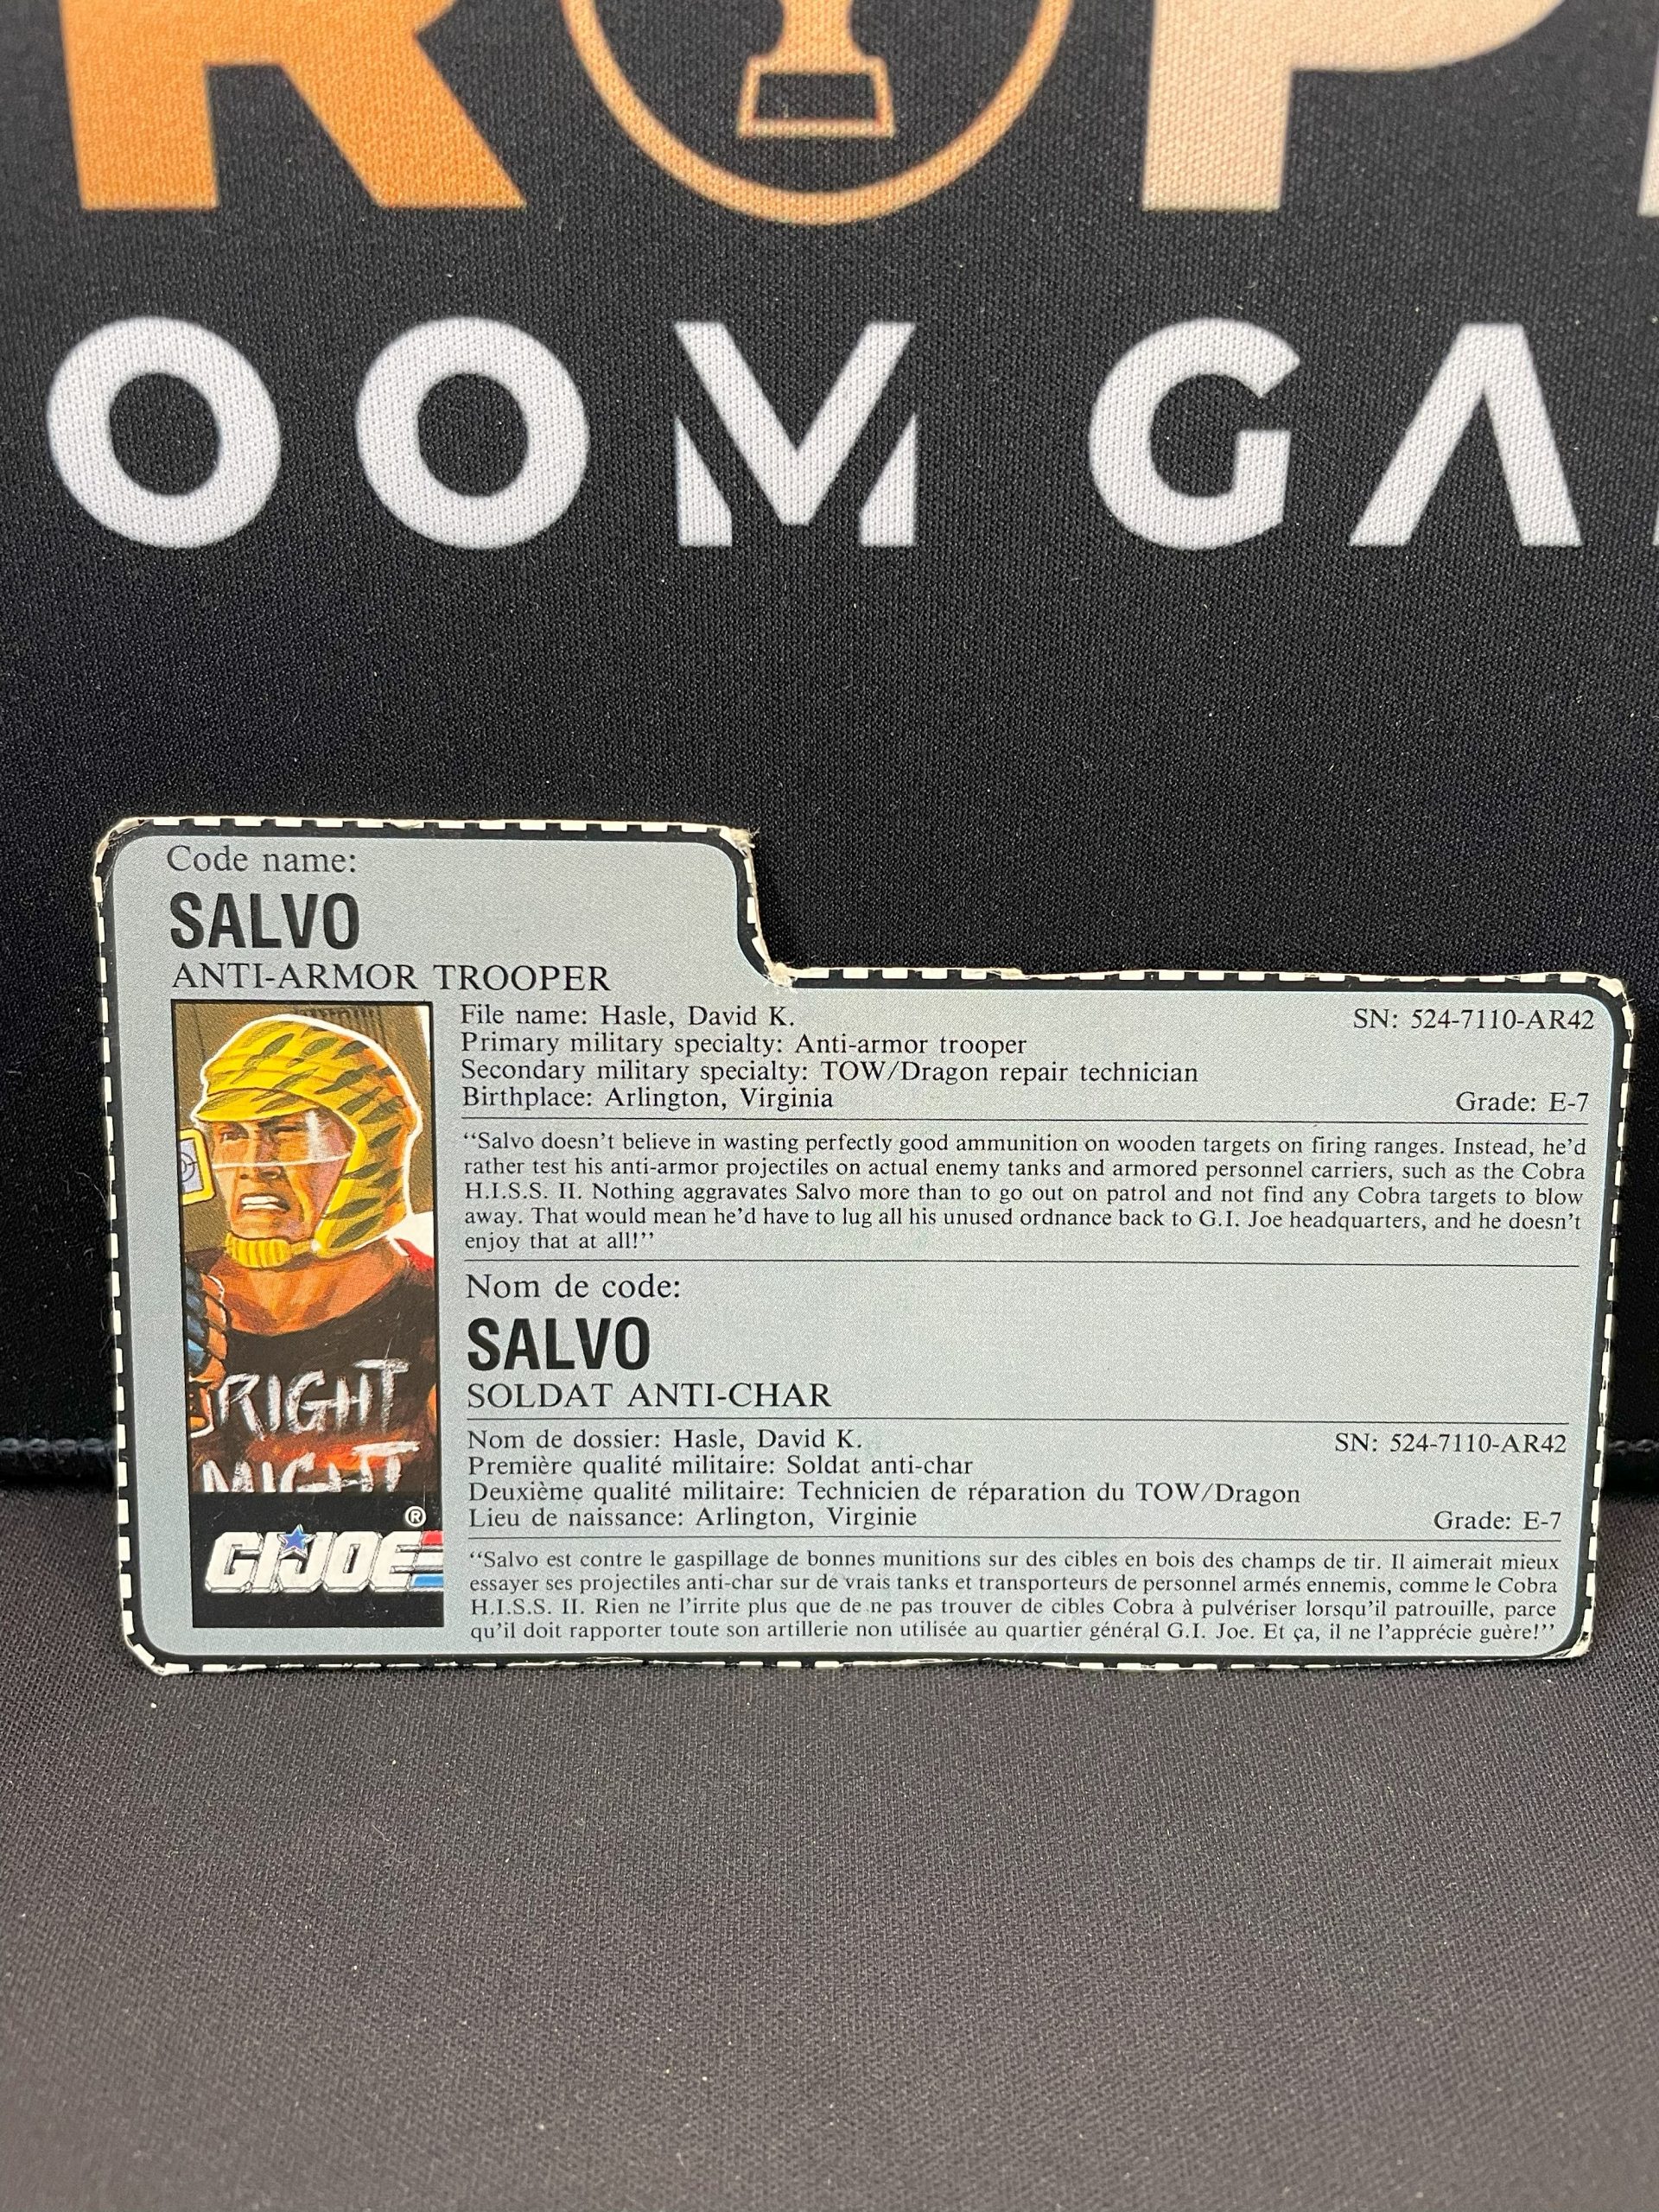 OOM GA
Code name:
SALVO
ANTI-ARMOR TROOPER
File name: Hasle, David K.
SN: 524-7110-AR42
Primary military specialty: Anti-armor trooper
Secondary military specialty: TOW/Dragon repair technician
Birthplace: Arlington, Virginia
Grade: E-7
‘‘Salvo doesn’t believe in wasting perfectly good ammunition on wooden targets on firing ranges. Instead, he’d
rather test his anti-armor projectiles on actual enemy tanks and armored personnel carriers, such as the Cobra
H.I.S.S. II. Nothing aggravates Salvo more than to go out on patrol and not find any Cobra targets to blow
away. That would mean he’d have to lug all his unused ordnance back to G.I. Joe headquarters, and he doesn’t
enjoy that at all!’’
Nom de code:
SALVO
SOLDAT ANTI-CHAR
Nom de dossier: Hasle, David K.
SN: 524-7110-AR42
Première qualité militaire: Soldat anti-char
Deuxième qualité militaire: Technicien de réparation du TOW/Dragon
Lieu de naissance: Arlington, Virginie
Grade: E-7
‘‘Salvo est contre le gaspillage de bonnes munitions sur des cibles en bois des champs de tir. Il aimerait mieux
essayer ses projectiles anti-char sur de vrais tanks et transporteurs de personnel armés ennemis, comme le Cobra
H.I.S.S. II. Rien ne l’irrite plus que de ne pas trouver de cibles Cobra à pulvériser lorsqu’il patrouille, parce
qu’il doit rapporter toute son artillerie non utilisée au quartier général G.I. Joe. Et ça, il ne l’apprécie guère!’’
RIGHT
MIGHT
®
GI JOE